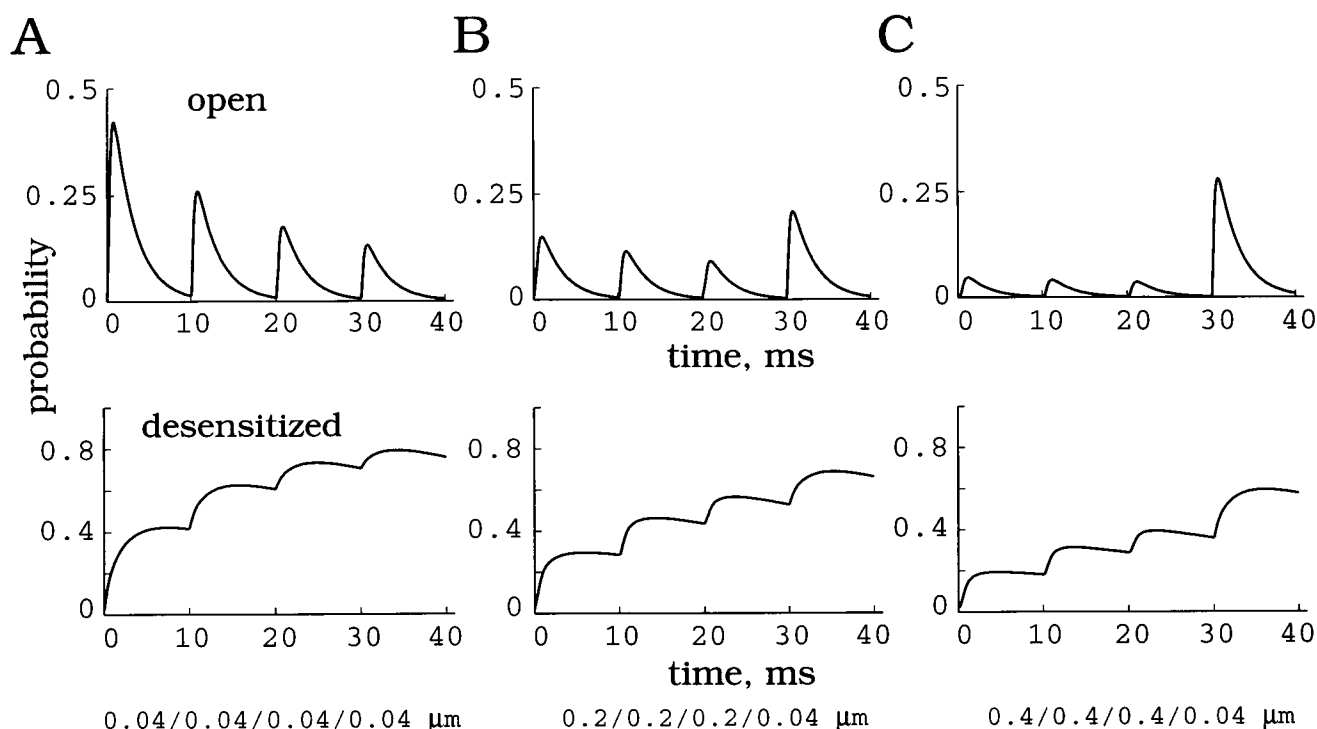 A B C
0.5 0.5 0.5
open
0.25 0.25 0.25
0 0 0
0 10 20 30 40 0 10 20 30 40 0 10 20 30 40
time, ms
probability
desensitized
0.8 0.8 0.8
0.4 0.4 0.4
0 0 0
0 10 20 30 40 0 10 20 30 40 0 10 20 30 40
time, ms
0.04/0.04/0.04/0.04 μm 0.2/0.2/0.2/0.04 μm 0.4/0.4/0.4/0.04 μm